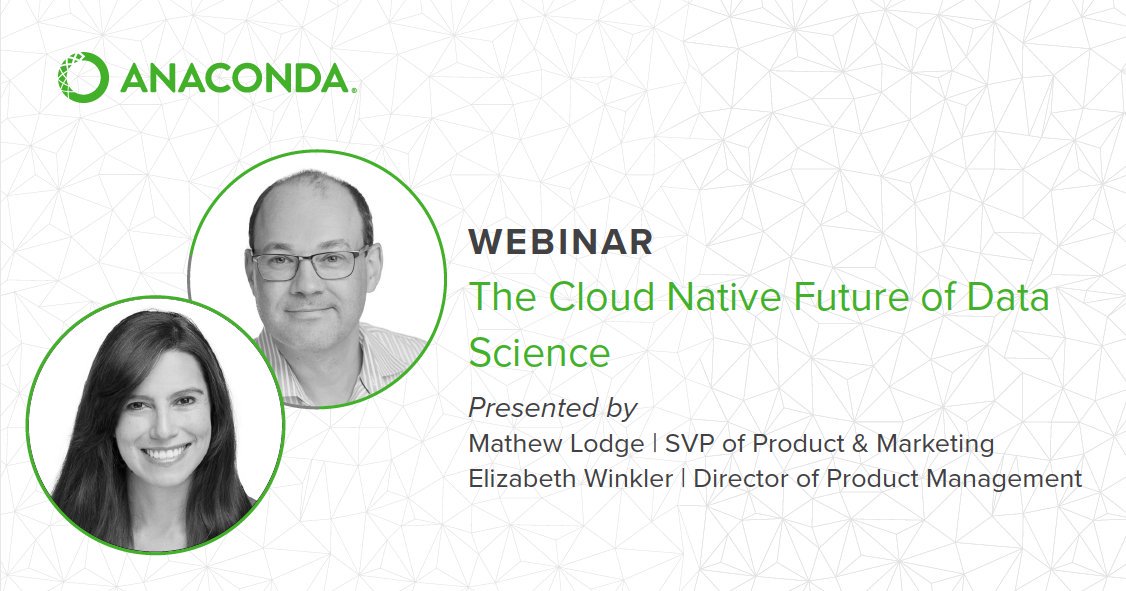 ANACONDA®
WEBINAR
The Cloud Native Future of Data
Science
Presented by
Mathew Lodge | SVP of Product & Marketing
Elizabeth Winkler | Director of Product Management